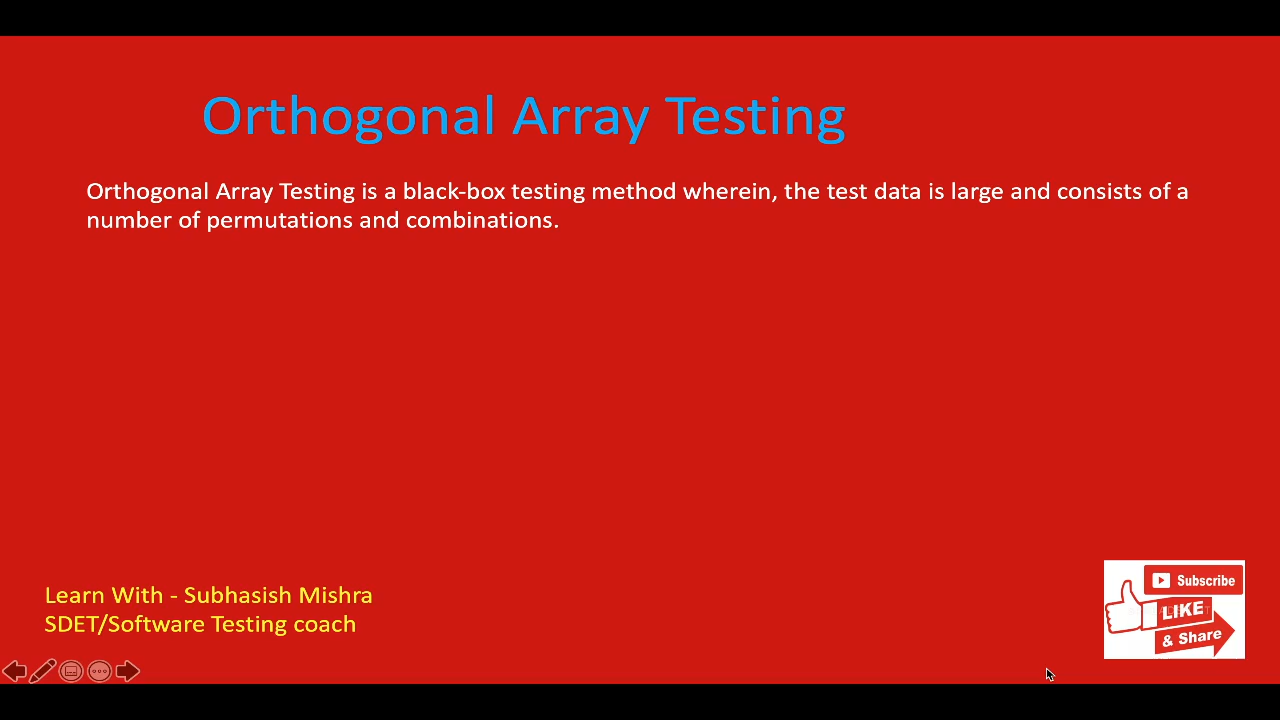 Orthogonal Array Testing
Orthogonal Array Testing is a black-box testing method wherein, the test data is large and consists of a
number of permutations and combinations.
Learn With - Subhasish Mishra
SDET/Software Testing coach
Subscribe
LIKE
& Share